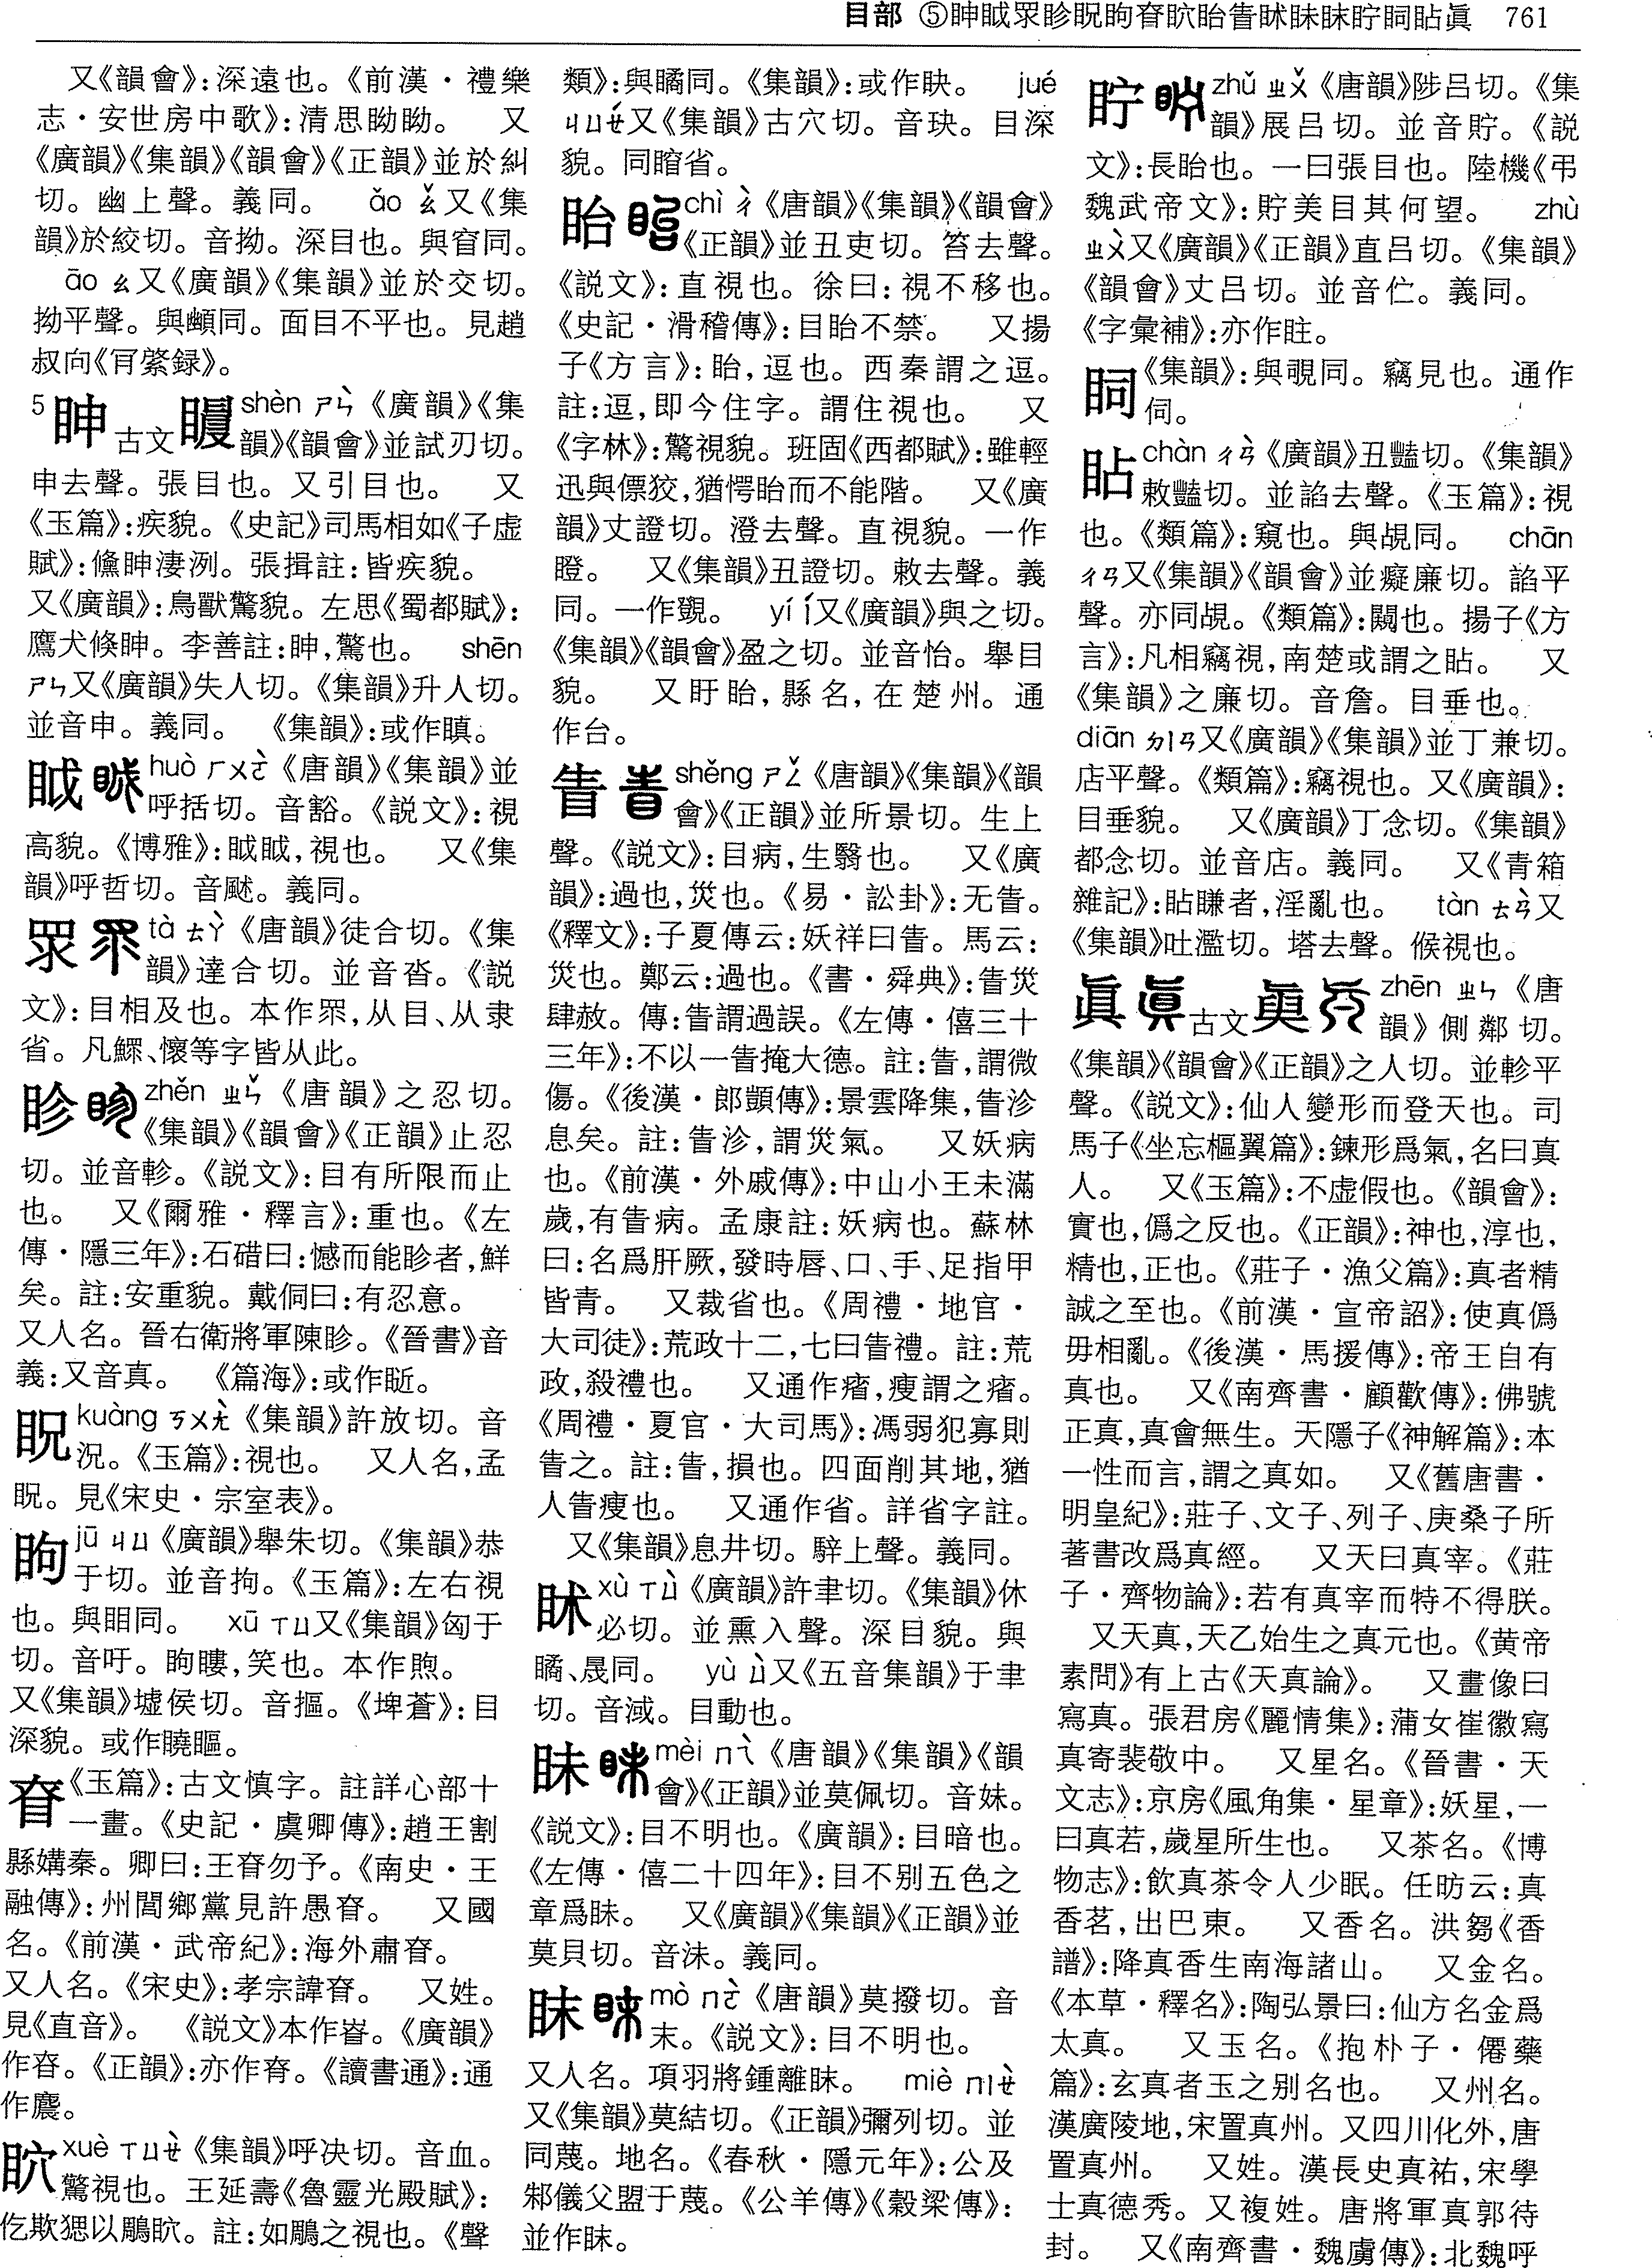 目部 ⑤眒眓眔眕眖眗眘眣眙眚眜眛眜眝眮眨眞 761
又《韻會》:深遠也。《前漢·禮樂
志·安世房中歌》:清思眑眑。 又
《廣韻》《集韻》《韻會》《正韻》並於糾
切。幽上聲。義同。 ǎo ㄠˇ又《集
韻》於絞切。音拗。深目也。與窅同。
āo ㄠ又《廣韻》《集韻》並於交切。
拗平聲。與䫜同。面目不平也。見趙
叔向《肎綮録》。
5 眒 古文 shèn ㄕㄣˋ《廣韻》《集
韻》《韻會》並試刃切。
申去聲。張目也。又引目也。 又
《玉篇》:疾貌。《史記》司馬相如《子虛
賦》:儵眒淒浰。張揖註:皆疾貌。
又《廣韻》:鳥獸驚貌。左思《蜀都賦》:
鷹犬倏眒。李善註:眒,驚也。 shēn
ㄕㄣ又《廣韻》失人切。《集韻》升人切。
並音申。義同。 《集韻》:或作瞋。
眓 huò ㄏㄨㄛˋ《唐韻》《集韻》並
呼括切。音豁。《説文》:視
高貌。《博雅》:眓眓,視也。 又《集
韻》呼哲切。音㱔。義同。
眔 tà ㄊㄚˋ《唐韻》徒合切。《集
韻》達合切。並音沓。《説
文》:目相及也。本作眔,从目、从隶
省。凡鰥、懷等字皆从此。
眕 zhěn ㄓㄣˇ《唐韻》之忍切。
《集韻》《韻會》《正韻》止忍
切。並音軫。《説文》:目有所限而止
也。 又《爾雅·釋言》:重也。《左
傳·隱三年》:石碏曰:憾而能眕者,鮮
矣。註:安重貌。戴侗曰:有忍意。
又人名。晉右衛將軍陳眕。《晉書》音
義:又音真。 《篇海》:或作䀼。
眖 kuàng ㄎㄨㄤˋ《集韻》許放切。音
況。《玉篇》:視也。 又人名,孟
眖。見《宋史·宗室表》。
眗 jū ㄐㄩ《廣韻》舉朱切。《集韻》恭
于切。並音拘。《玉篇》:左右視
也。與䀠同。 xū ㄒㄩ又《集韻》匈于
切。音吁。眗瞜,笑也。本作煦。
又《集韻》墟侯切。音摳。《埤蒼》:目
深貌。或作䁱瞘。
眘 《玉篇》:古文慎字。註詳心部十
一畫。《史記·虞卿傳》:趙王割
縣媾秦。卿曰:王眘勿予。《南史·王
融傳》:州閭鄉黨見許愚眘。 又國
名。《前漢·武帝紀》:海外肅眘。
又人名。《宋史》:孝宗諱眘。 又姓。
見《直音》。 《説文》本作昚。《廣韻》
作昚。《正韻》:亦作脊。《讀書通》:通
作䴢。
䀏 xuè ㄒㄩㄝˋ《集韻》呼决切。音血。
驚視也。王延壽《魯靈光殿賦》:
仡欺㥦以鵰䀏。註:如鵰之視也。《聲
類》:與矞同。《集韻》:或作䀗。 jué
ㄐㄩㄝˊ又《集韻》古穴切。音玦。目深
貌。同䆷省。
眙 chì ㄔˋ《唐韻》《集韻》《韻會》
《正韻》並丑吏切。笞去聲。
《説文》:直視也。徐曰:視不移也。
《史記·滑稽傳》:目眙不禁。 又揚
子《方言》:眙,逗也。西秦謂之逗。
註:逗,即今住字。謂住視也。 又
《字林》:驚視貌。班固《西都賦》:雖輕
迅與僄狡,猶愕眙而不能階。 又《廣
韻》丈證切。澄去聲。直視貌。一作
瞪。 又《集韻》丑證切。敕去聲。義
同。一作覴。 yí ㄧˊ又《廣韻》與之切。
《集韻》《韻會》盈之切。並音怡。舉目
貌。 又盱眙,縣名,在楚州。通
作台。
眚 shěng ㄕㄥˇ《唐韻》《集韻》《韻
會》《正韻》並所景切。生上
聲。《説文》:目病,生翳也。 又《廣
韻》:過也,災也。《易·訟卦》:无眚。
《釋文》:子夏傳云:妖祥曰眚。馬云:
災也。鄭云:過也。《書·舜典》:眚災
肆赦。傳:眚謂過誤。《左傳·僖三十
三年》:不以一眚掩大德。註:眚,謂微
傷。《後漢·郎顗傳》:景雲降集,眚沴
息矣。註:眚沴,謂災氣。 又妖病
也。《前漢·外戚傳》:中山小王未滿
歲,有眚病。孟康註:妖病也。蘇林
曰:名爲肝厥,發時唇、口、手、足指甲
皆青。 又裁省也。《周禮·地官·
大司徒》:荒政十二,七曰眚禮。註:荒
政,殺禮也。 又通作㾪,瘦謂之㾪。
《周禮·夏官·大司馬》:馮弱犯寡則
眚之。註:眚,損也。四面削其地,猶
人眚瘦也。 又通作省。詳省字註。
又《集韻》息井切。騂上聲。義同。
䀎 xù ㄒㄩˋ《廣韻》許聿切。《集韻》休
必切。並熏入聲。深目貌。與
矞、䀜同。 yù ㄩˋ又《五音集韻》于聿
切。音㳚。目動也。
眛 mèi ㄇㄟˋ《唐韻》《集韻》《韻
會》《正韻》並莫佩切。音妹。
《説文》:目不明也。《廣韻》:目暗也。
《左傳·僖二十四年》:目不别五色之
章爲眛。 又《廣韻》《集韻》《正韻》並
莫貝切。音沬。義同。
眜 mò ㄇㄛˋ《唐韻》莫撥切。音
末。《説文》:目不明也。
又人名。項羽將鍾離眜。 miè ㄇㄧㄝˋ
又《集韻》莫結切。《正韻》彌列切。並
同蔑。地名。《春秋·隱元年》:公及
邾儀父盟于蔑。《公羊傳》《穀梁傳》:
並作眜。
眝 zhǔ ㄓㄨˇ《唐韻》陟吕切。《集
韻》展吕切。並音貯。《説
文》:長眙也。一曰張目也。陸機《弔
魏武帝文》:貯美目其何望。 zhù
ㄓㄨˋ又《廣韻》《正韻》直吕切。《集韻》
《韻會》丈吕切。並音伫。義同。
《字彙補》:亦作眐。
䀢 《集韻》:與覗同。竊見也。通作
伺。
䀡 chàn ㄔㄢˋ《廣韻》丑豔切。《集韻》
敕豔切。並諂去聲。《玉篇》:視
也。《類篇》:窺也。與覘同。 chān
ㄔㄢ又《集韻》《韻會》並癡廉切。諂平
聲。亦同覘。《類篇》:闚也。揚子《方
言》:凡相竊視,南楚或謂之䀡。 又
《集韻》之廉切。音詹。目垂也。
diān ㄉㄧㄢ又《廣韻》《集韻》並丁兼切。
店平聲。《類篇》:竊視也。又《廣韻》:
目垂貌。 又《廣韻》丁念切。《集韻》
都念切。並音店。義同。 又《青箱
雜記》:䀡䁠者,淫亂也。 tàn ㄊㄢˋ又
《集韻》吐濫切。塔去聲。候視也。
眞 古文 zhēn ㄓㄣ《唐
韻》側鄰切。
《集韻》《韻會》《正韻》之人切。並軫平
聲。《説文》:仙人變形而登天也。司
馬子《坐忘樞翼篇》:鍊形爲氣,名曰真
人。 又《玉篇》:不虛假也。《韻會》:
實也,僞之反也。《正韻》:神也,淳也,
精也,正也。《莊子·漁父篇》:真者精
誠之至也。《前漢·宣帝詔》:使真僞
毋相亂。《後漢·馬援傳》:帝王自有
真也。 又《南齊書·顧歡傳》:佛號
正真,真會無生。天隱子《神解篇》:本
一性而言,謂之真如。 又《舊唐書·
明皇紀》:莊子、文子、列子、庚桑子所
著書改爲真經。 又天曰真宰。《莊
子·齊物論》:若有真宰而特不得朕。
又天真,天乙始生之真元也。《黄帝
素問》有上古《天真論》。 又畫像曰
寫真。張君房《麗情集》:蒲女崔徽寫
真寄裴敬中。 又星名。《晉書·天
文志》:京房《風角集·星章》:妖星,一
曰真若,歲星所生也。 又茶名。《博
物志》:飲真茶令人少眠。任昉云:真
香茗,出巴東。 又香名。洪芻《香
譜》:降真香生南海諸山。 又金名。
《本草·釋名》:陶弘景曰:仙方名金爲
太真。 又玉名。《抱朴子·僊藥
篇》:玄真者玉之别名也。 又州名。
漢廣陵地,宋置真州。又四川化外,唐
置真州。 又姓。漢長史真祐,宋學
士真德秀。又複姓。唐將軍真郭待
封。 又《南齊書·魏虜傳》:北魏呼